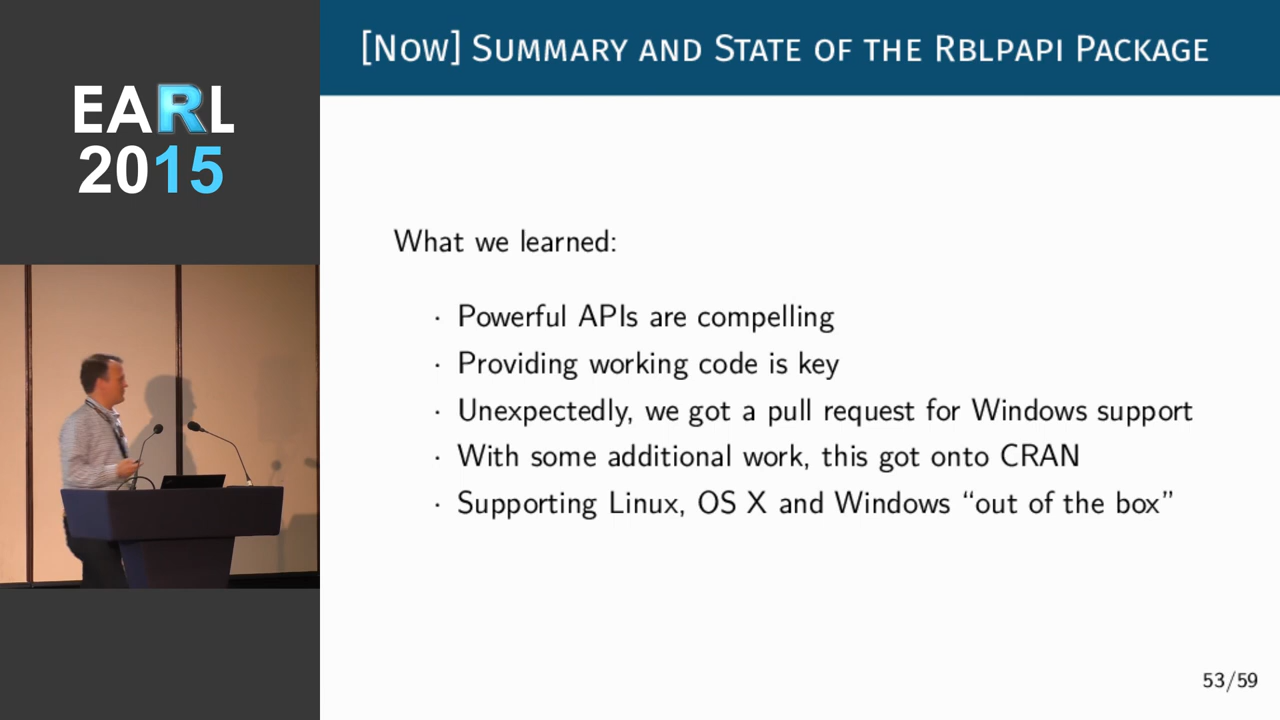 EARL
2015
[Now] Summary and State of the Rblpapi Package
What we learned:
· Powerful APIs are compelling
· Providing working code is key
· Unexpectedly, we got a pull request for Windows support
· With some additional work, this got onto CRAN
· Supporting Linux, OS X and Windows “out of the box”
53/59